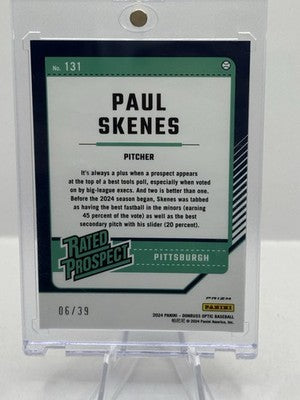 No. 131
PAUL
SKENES
PITCHER
It's always a plus when a prospect appears
at the top of a best tools poll, especially when voted
on by big-league execs. And two is better than one.
Before the 2024 season began, Skenes was tabbed
as having the best fastball in the minors (earning
45 percent of the vote) as well as the best
secondary pitch with his slider (20 percent).
RATED
PROSPECT
PITTSBURGH
PRIZM
06/39
PANINI
2024 PANINI - DONRUSS OPTIC BASEBALL
© 2024 Panini America, Inc.